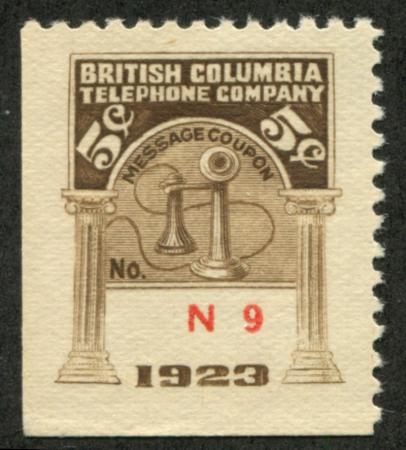 BRITISH COLUMBIA
TELEPHONE COMPANY
5¢ 5¢
MESSAGE COUPON
No.
N 9
1923